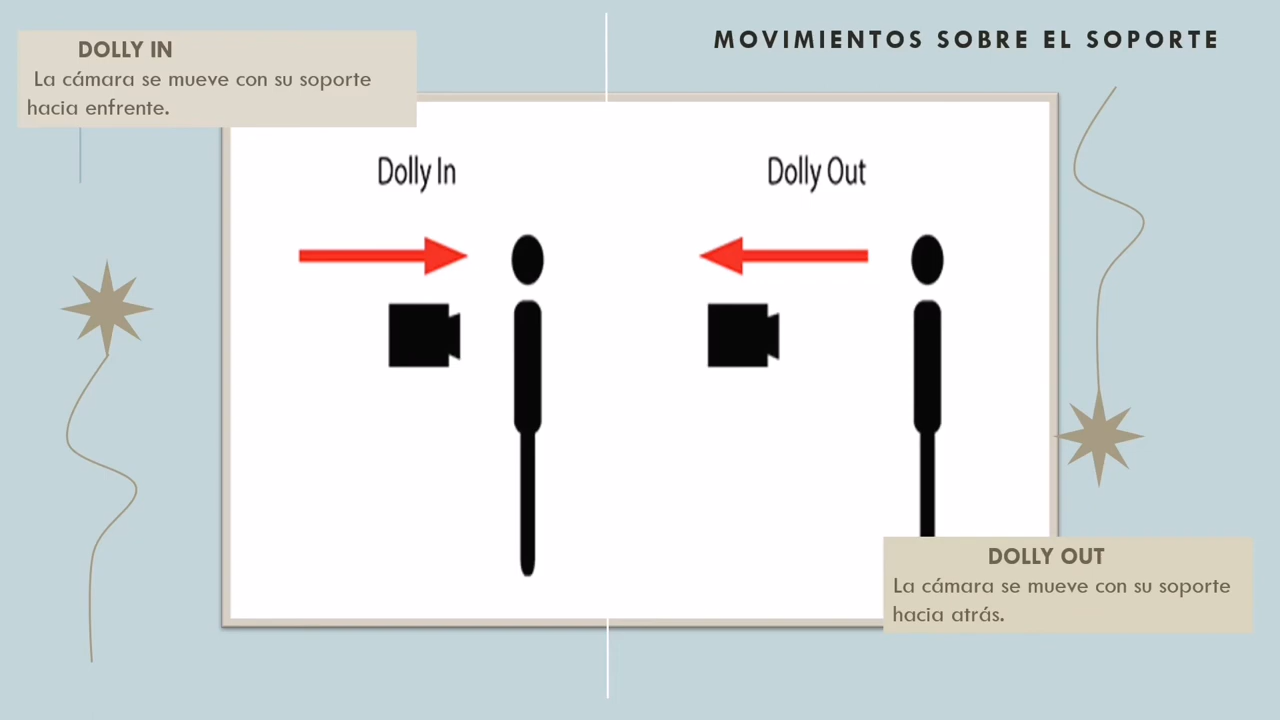 MOVIMIENTOS SOBRE EL SOPORTE
DOLLY IN
La cámara se mueve con su soporte
hacia enfrente.
Dolly In
Dolly Out
DOLLY OUT
La cámara se mueve con su soporte
hacia atrás.